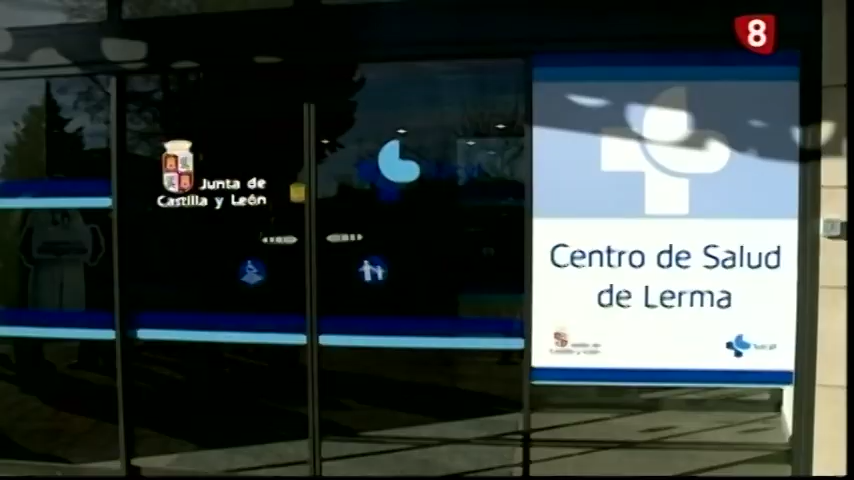 8
Junta de
Castilla y León
Centro de Salud
de Lerma